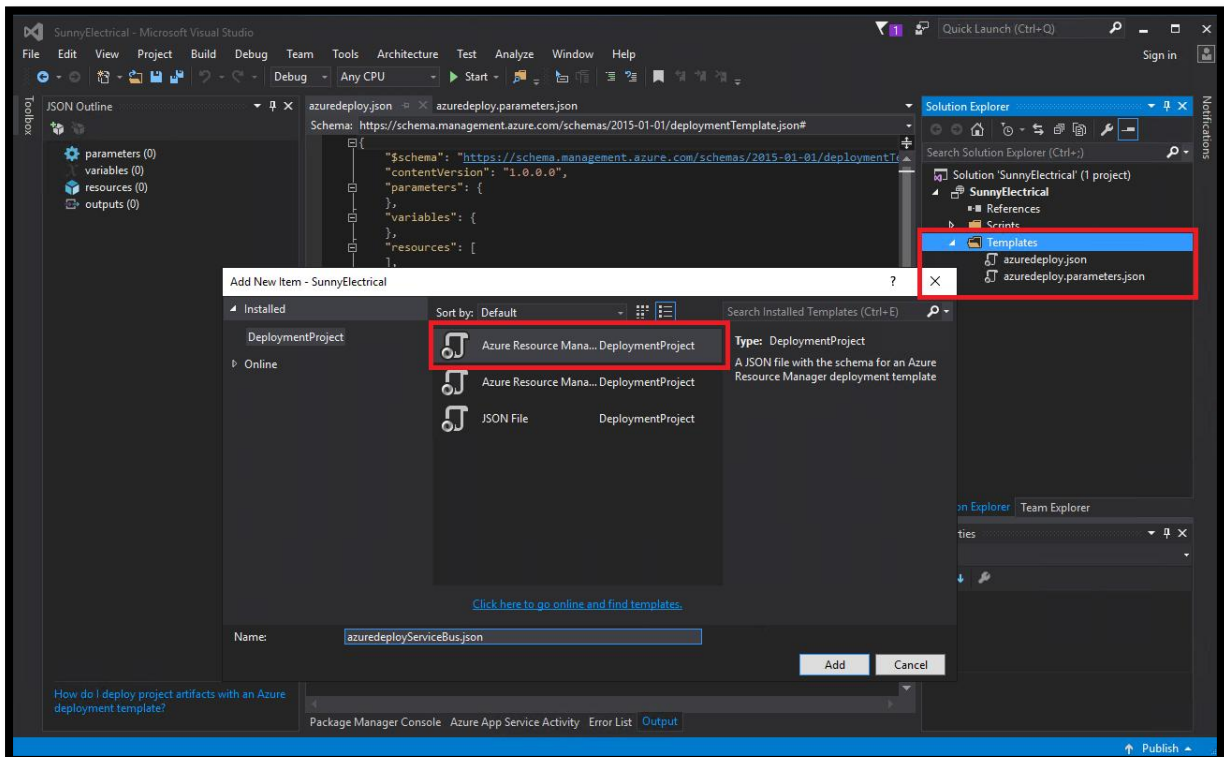 SunnyElectrical - Microsoft Visual Studio
1
Quick Launch (Ctrl+Q)
File Edit View Project Build Debug Team Tools Architecture Test Analyze Window Help
Sign in
Debug Any CPU Start
Toolbox
JSON Outline
parameters (0)
variables (0)
resources (0)
outputs (0)
azuredeploy.json azuredeploy.parameters.json
Schema: https://schema.management.azure.com/schemas/2015-01-01/deploymentTemplate.json#
{
"$schema": "https://schema.management.azure.com/schemas/2015-01-01/deploymentTe
"contentVersion": "1.0.0.0",
"parameters": {
},
"variables": {
},
"resources": [
],
Solution Explorer
Notifications
Search Solution Explorer (Ctrl+;)
Solution 'SunnyElectrical' (1 project)
SunnyElectrical
References
Scripts
Templates
azuredeploy.json
azuredeploy.parameters.json
Add New Item - SunnyElectrical
?
Installed
DeploymentProject
Online
Sort by: Default
Search Installed Templates (Ctrl+E)
Azure Resource Mana... DeploymentProject
Azure Resource Mana... DeploymentProject
JSON File DeploymentProject
Type: DeploymentProject
A JSON file with the schema for an Azure
Resource Manager deployment template
Click here to go online and find templates.
Name: azuredeployServiceBus.json
Add Cancel
on Explorer Team Explorer
ties
How do I deploy project artifacts with an Azure
deployment template?
Package Manager Console Azure App Service Activity Error List Output
Publish